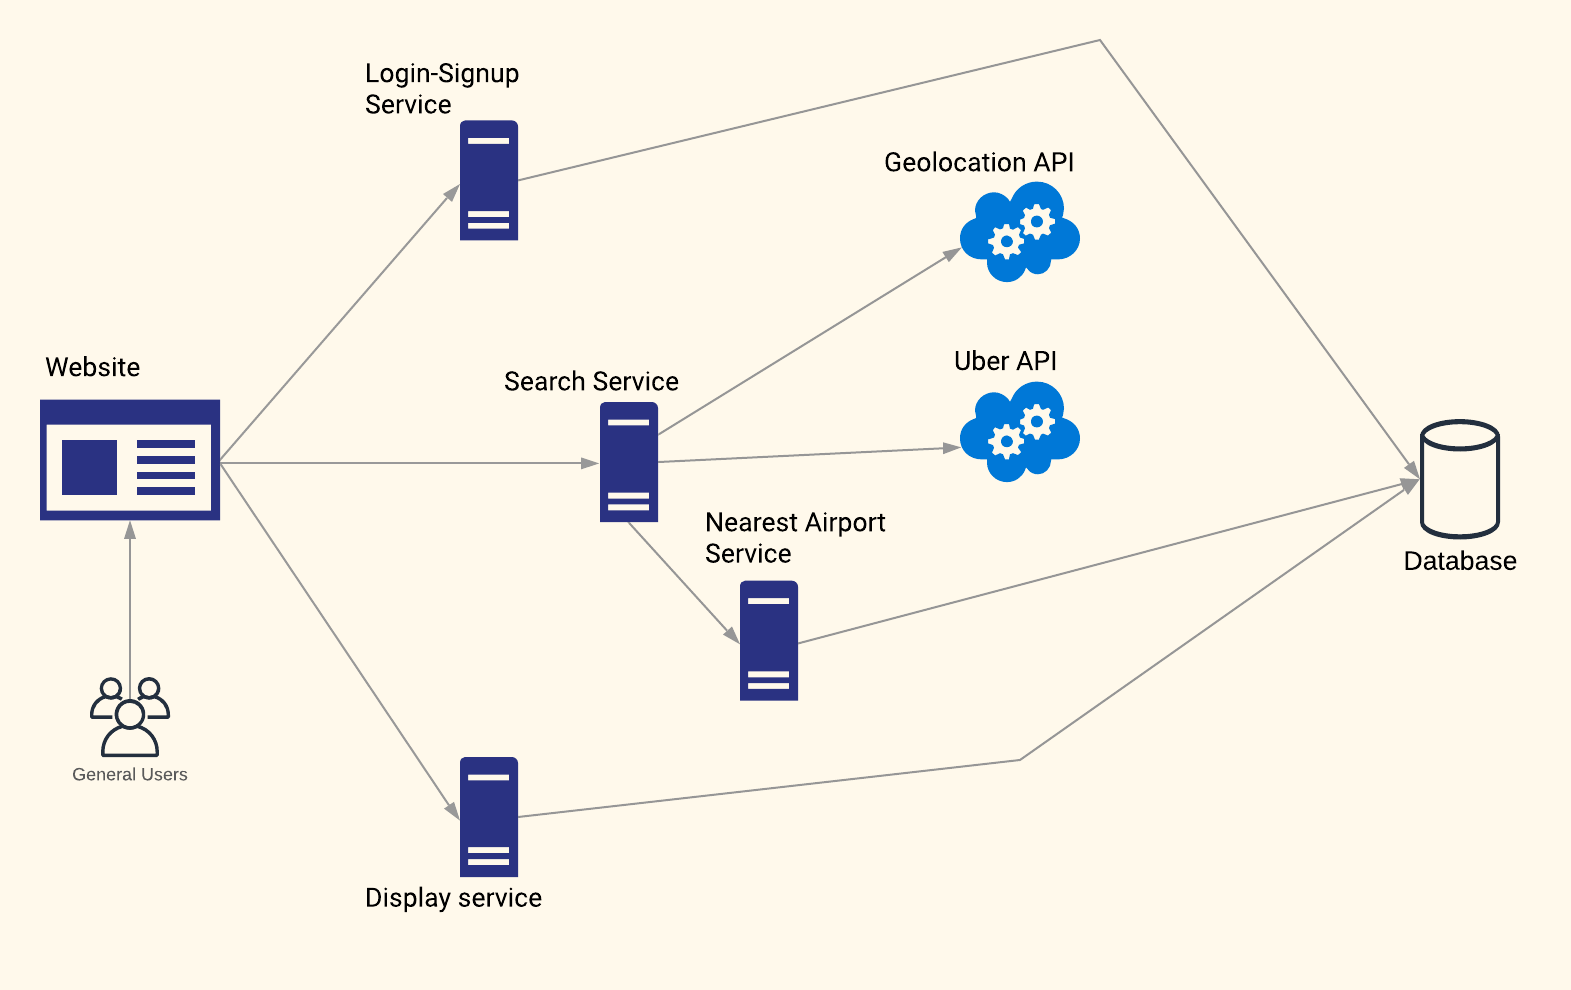 Login-Signup
Service
Geolocation API
Website
Search Service
Uber API
Nearest Airport
Service
Database
General Users
Display service